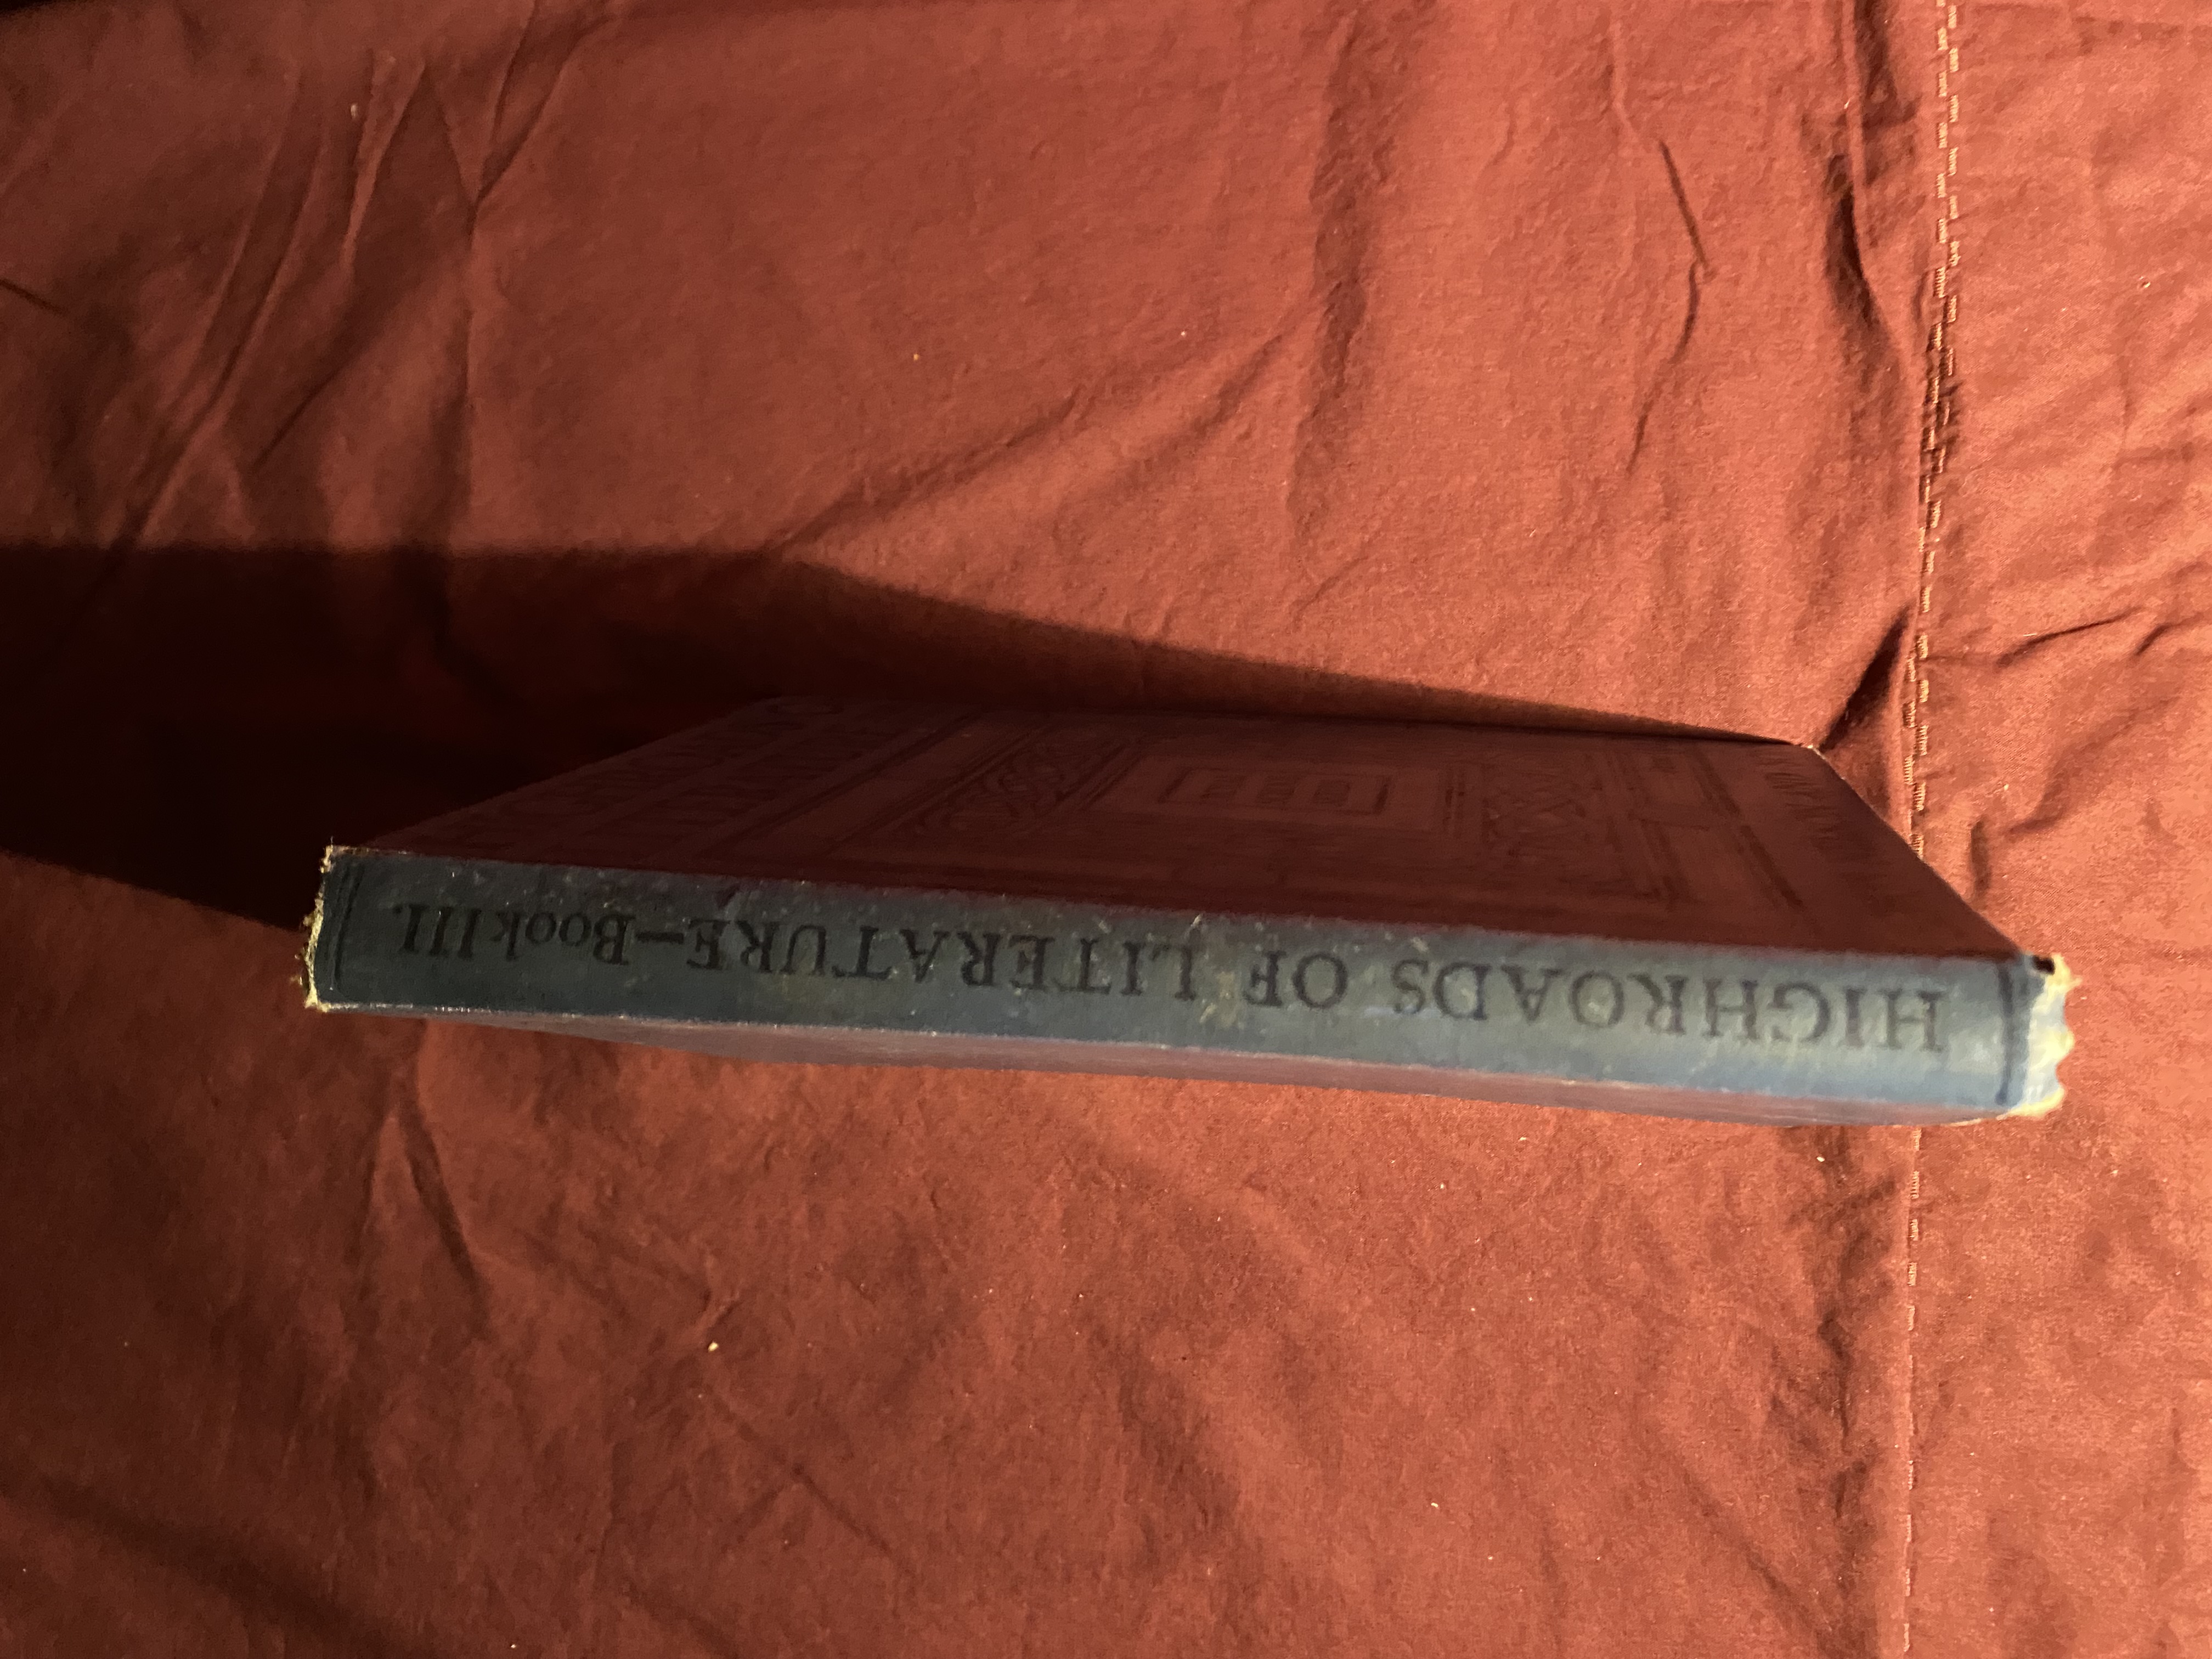 HIGHROADS OF LITERATURE—Book III.